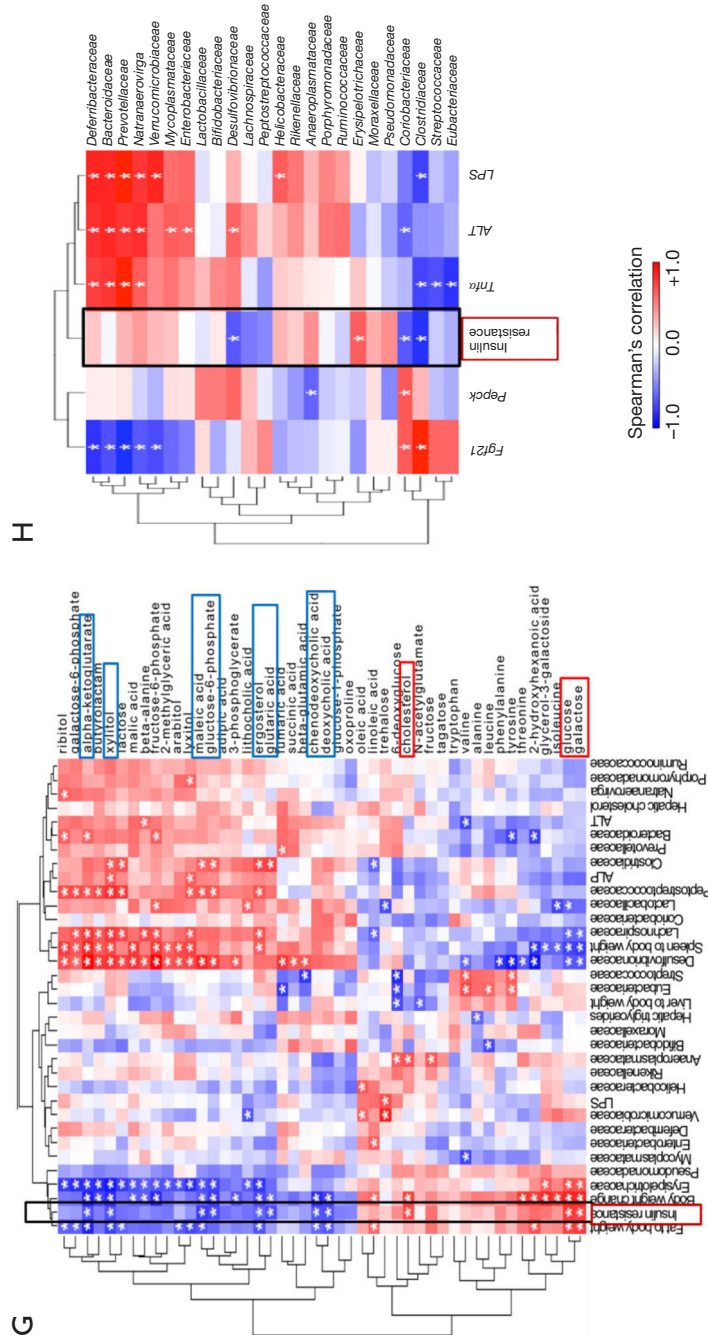 G
ribitol
galactose-6-phosphate
alpha-ketoglutarate
butyrolactam
xylitol
lactose
malic acid
beta-alanine
fructose-6-phosphate
2-methylglyceric acid
arabitol
lyxitol
maleic acid
gluctose-6-phosphate
adipic acid
3-phosphoglycerate
lithocholic acid
ergosterol
glutaric acid
fumaric acid
succinic acid
beta-glutamic acid
chenodeoxycholic acid
deoxycholic acid
glucose-1-phosphate
oxoproline
oleic acid
linoleic acid
trehalose
6-deoxyglucose
cholesterol
N-acetylglutamate
fructose
tagatose
tryptophan
valine
alanine
leucine
phenylalanine
tyrosine
threonine
2-hydroxyhexanoic acid
glycerol-3-galactoside
isoleucine
glucose
galactose
Fat to body weight
Insulin resistance
Body weight change
Erysipelotrichaceae
Pseudomonadaceae
Mycoplasmataceae
Enterobacteriaceae
Deferribacteraceae
Verrucomicrobiaceae
LPS
Helicobacteraceae
Rikenellaceae
Anaeroplasmataceae
Bifidobacteriaceae
Moraxellaceae
Hepatic triglycerides
Liver to body weight
Eubacteriaceae
Streptococcaceae
Desulfovibrionaceae
Spleen to body weight
Lachnospiraceae
Coriobacteriaceae
Lactobacillaceae
Peptostreptococcaceae
ALP
Clostridiaceae
Prevotellaceae
Bacteroidaceae
ALT
Hepatic cholesterol
Natranaerovirga
Porphyromonadaceae
Ruminococcaceae
H
Deferribacteraceae
Bacteroidaceae
Prevotellaceae
Natranaerovirga
Verrucomicrobiaceae
Mycoplasmataceae
Enterobacteriaceae
Lactobacillaceae
Bifidobacteriaceae
Desulfovibrionaceae
Lachnospiraceae
Peptostreptococcaceae
Helicobacteraceae
Rikenellaceae
Anaeroplasmataceae
Porphyromonadaceae
Ruminococcaceae
Erysipelotrichaceae
Moraxellaceae
Pseudomonadaceae
Coriobacteriaceae
Clostridiaceae
Streptococcaceae
Eubacteriaceae
Fgf21
Pepck
Insulin
resistance
Tnfα
ALT
LPS
Spearman's correlation
−1.0 0.0 +1.0